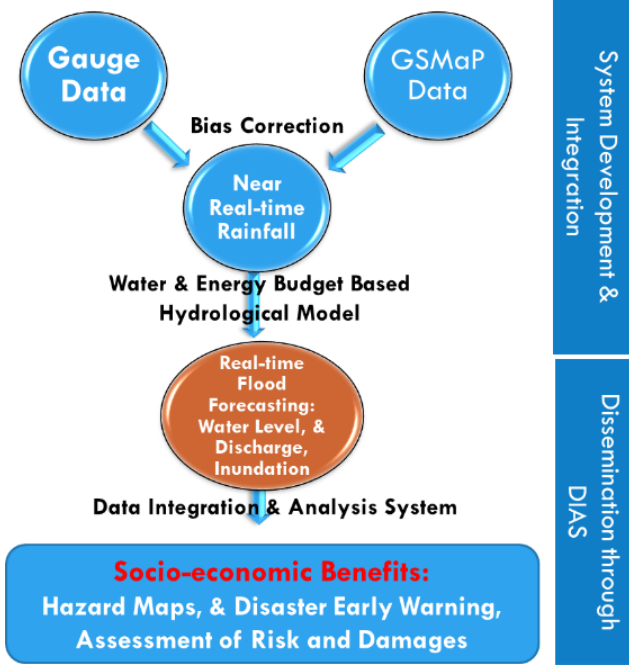 Gauge
Data
GSMaP
Data
Bias Correction
Near
Real-time
Rainfall
Water & Energy Budget Based
Hydrological Model
Real-time
Flood
Forecasting:
Water Level, &
Discharge,
Inundation
Data Integration & Analysis System
Socio-economic Benefits:
Hazard Maps, & Disaster Early Warning,
Assessment of Risk and Damages
System Development &
Integration
Dissemination through
DIAS